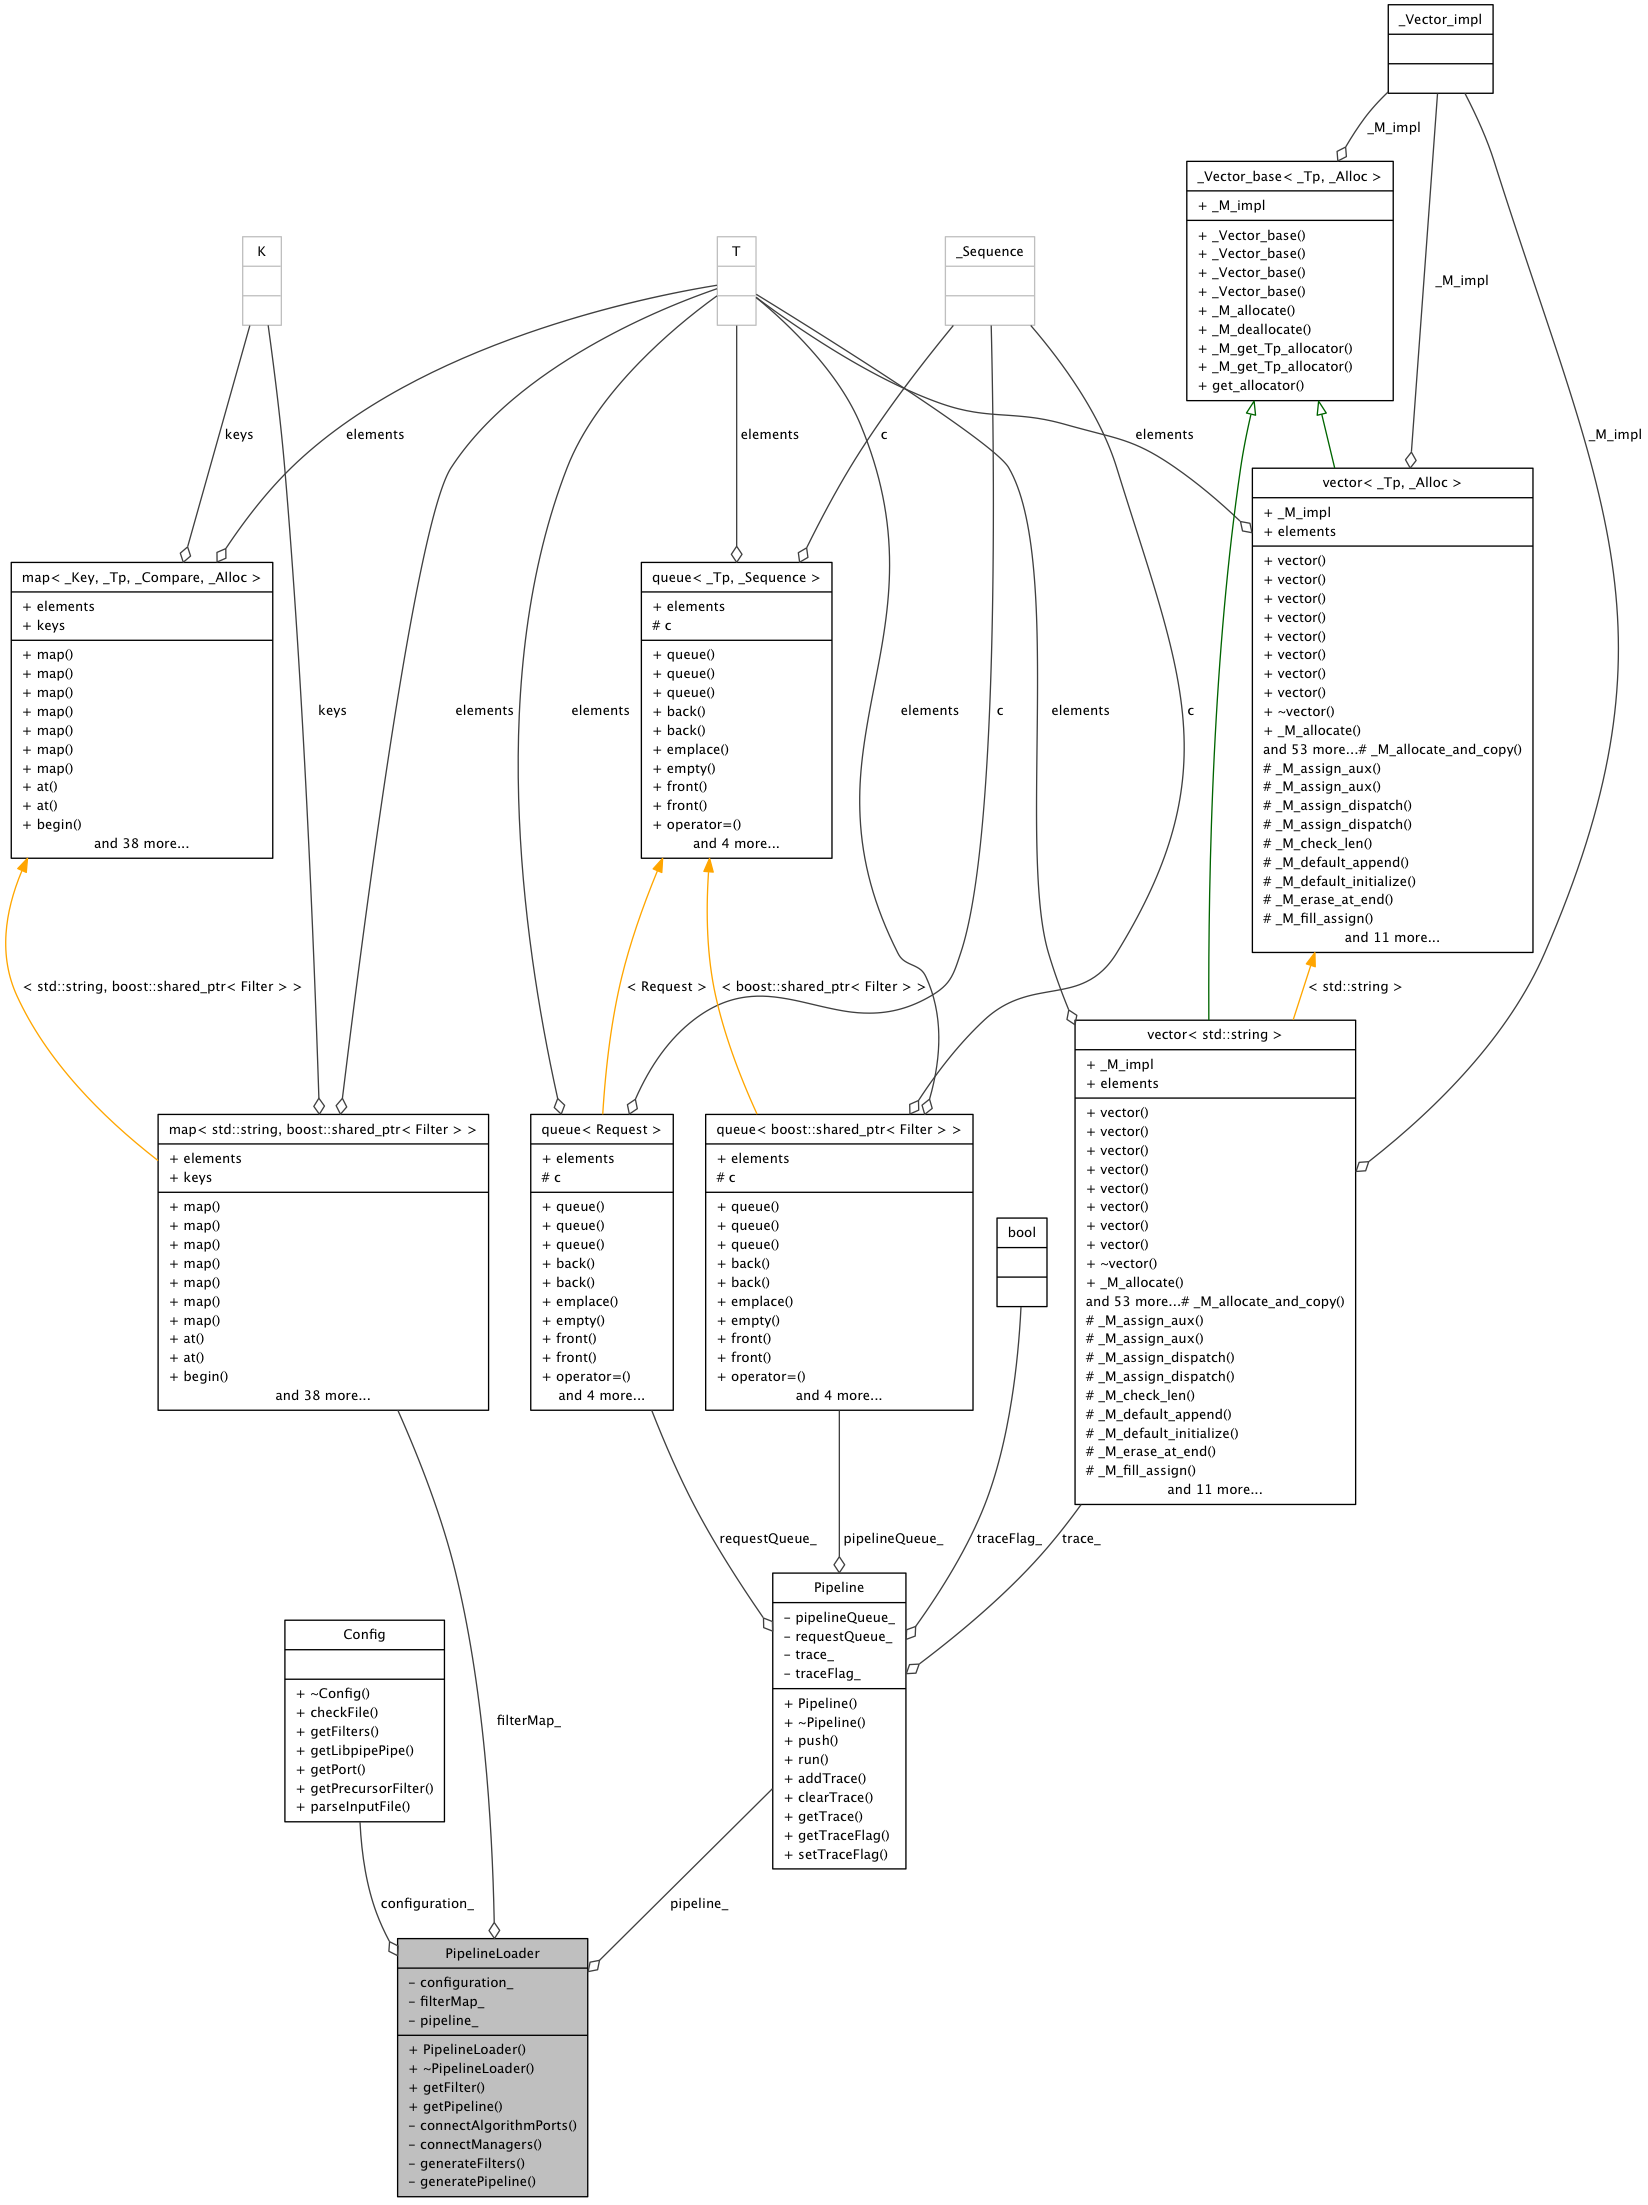 _Vector_impl
_M_impl
_Vector_base< _Tp, _Alloc >
+ _M_impl
+ _Vector_base()
+ _Vector_base()
+ _Vector_base()
+ _Vector_base()
+ _M_allocate()
+ _M_deallocate()
+ _M_get_Tp_allocator()
+ _M_get_Tp_allocator()
+ get_allocator()
K
T
_Sequence
_M_impl
keys
elements
elements
c
elements
_M_impl
vector< _Tp, _Alloc >
+ _M_impl
+ elements
+ vector()
+ vector()
+ vector()
+ vector()
+ vector()
+ vector()
+ vector()
+ vector()
+ ~vector()
+ _M_allocate()
and 53 more...# _M_allocate_and_copy()
# _M_assign_aux()
# _M_assign_aux()
# _M_assign_dispatch()
# _M_assign_dispatch()
# _M_check_len()
# _M_default_append()
# _M_default_initialize()
# _M_erase_at_end()
# _M_fill_assign()
and 11 more...
map< _Key, _Tp, _Compare, _Alloc >
+ elements
+ keys
+ map()
+ map()
+ map()
+ map()
+ map()
+ map()
+ map()
+ at()
+ at()
+ begin()
and 38 more...
queue< _Tp, _Sequence >
+ elements
# c
+ queue()
+ queue()
+ queue()
+ back()
+ back()
+ emplace()
+ empty()
+ front()
+ front()
+ operator=()
and 4 more...
keys
elements
elements
elements
c
elements
c
< std::string, boost::shared_ptr< Filter > >
< Request >
< boost::shared_ptr< Filter > >
< std::string >
vector< std::string >
+ _M_impl
+ elements
+ vector()
+ vector()
+ vector()
+ vector()
+ vector()
+ vector()
+ vector()
+ vector()
+ ~vector()
+ _M_allocate()
and 53 more...# _M_allocate_and_copy()
# _M_assign_aux()
# _M_assign_aux()
# _M_assign_dispatch()
# _M_assign_dispatch()
# _M_check_len()
# _M_default_append()
# _M_default_initialize()
# _M_erase_at_end()
# _M_fill_assign()
and 11 more...
map< std::string, boost::shared_ptr< Filter > >
+ elements
+ keys
+ map()
+ map()
+ map()
+ map()
+ map()
+ map()
+ map()
+ at()
+ at()
+ begin()
and 38 more...
queue< Request >
+ elements
# c
+ queue()
+ queue()
+ queue()
+ back()
+ back()
+ emplace()
+ empty()
+ front()
+ front()
+ operator=()
and 4 more...
queue< boost::shared_ptr< Filter > >
+ elements
# c
+ queue()
+ queue()
+ queue()
+ back()
+ back()
+ emplace()
+ empty()
+ front()
+ front()
+ operator=()
and 4 more...
bool
requestQueue_
pipelineQueue_
traceFlag_
trace_
Pipeline
- pipelineQueue_
- requestQueue_
- trace_
- traceFlag_
+ Pipeline()
+ ~Pipeline()
+ push()
+ run()
+ addTrace()
+ clearTrace()
+ getTrace()
+ getTraceFlag()
+ setTraceFlag()
Config
+ ~Config()
+ checkFile()
+ getFilters()
+ getLibpipePipe()
+ getPort()
+ getPrecursorFilter()
+ parseInputFile()
filterMap_
configuration_
pipeline_
PipelineLoader
- configuration_
- filterMap_
- pipeline_
+ PipelineLoader()
+ ~PipelineLoader()
+ getFilter()
+ getPipeline()
- connectAlgorithmPorts()
- connectManagers()
- generateFilters()
- generatePipeline()